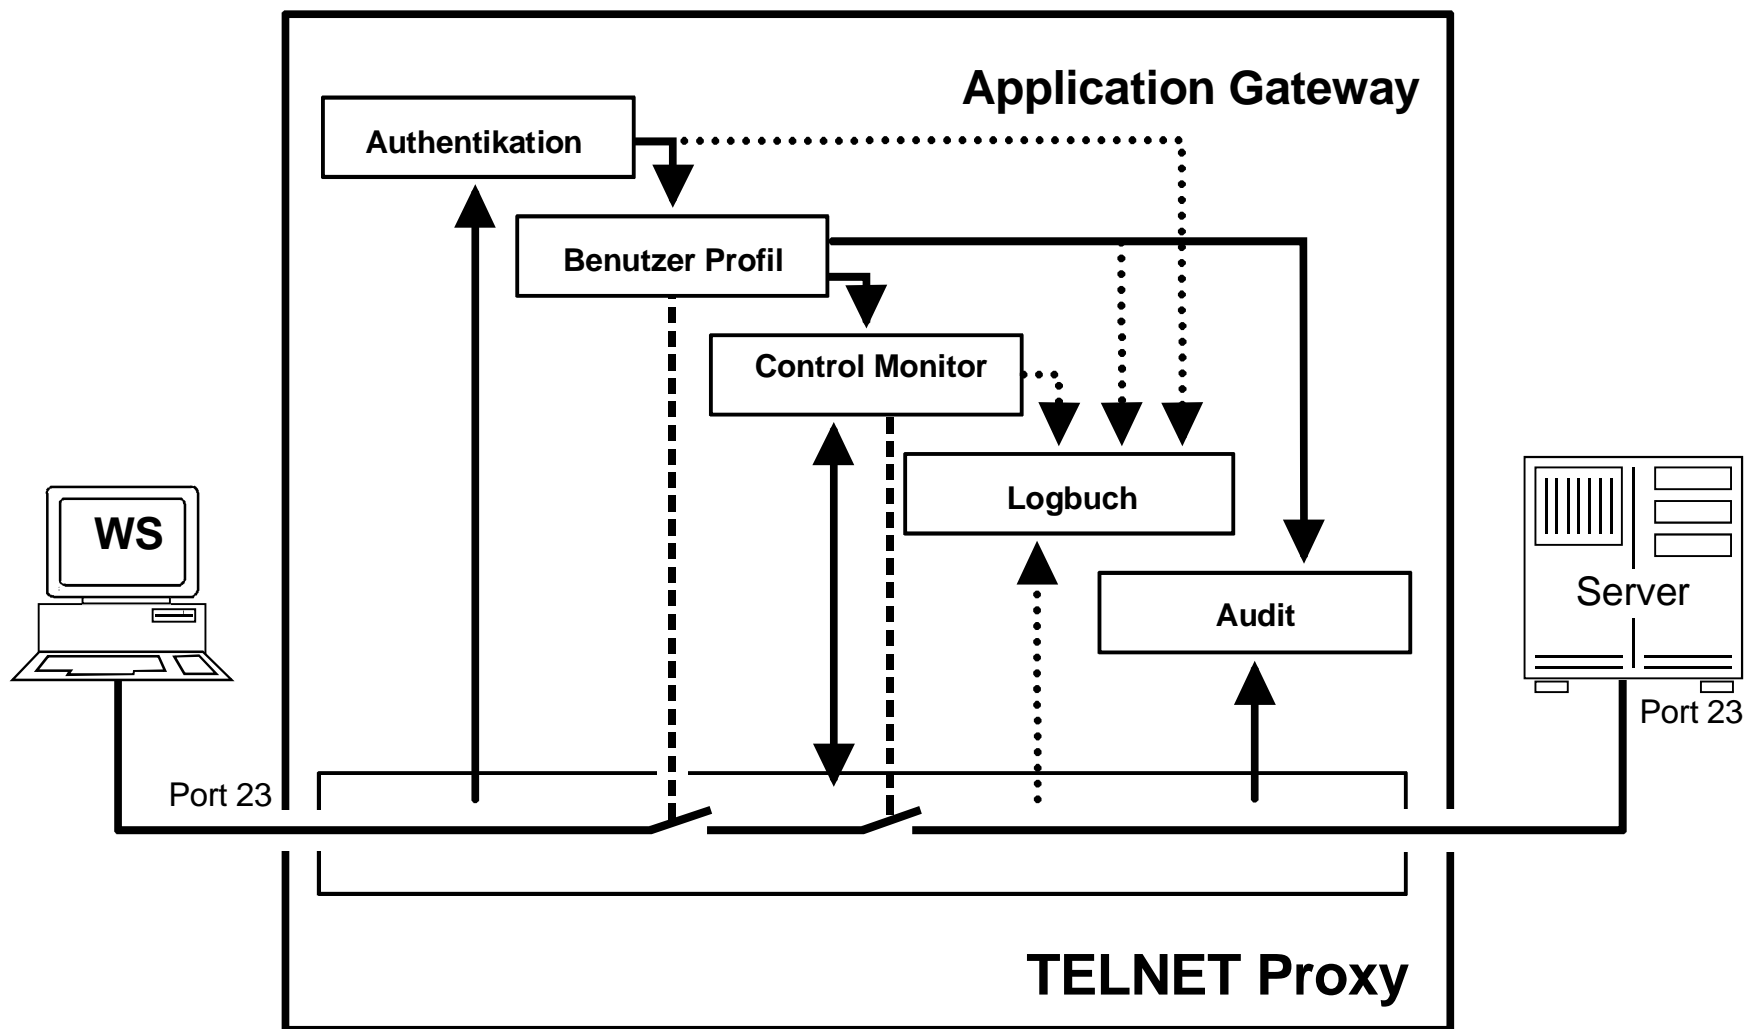 Application Gateway
Authentikation
Benutzer Profil
Control Monitor
Logbuch
WS
Server
Audit
Port 23
Port 23
TELNET Proxy